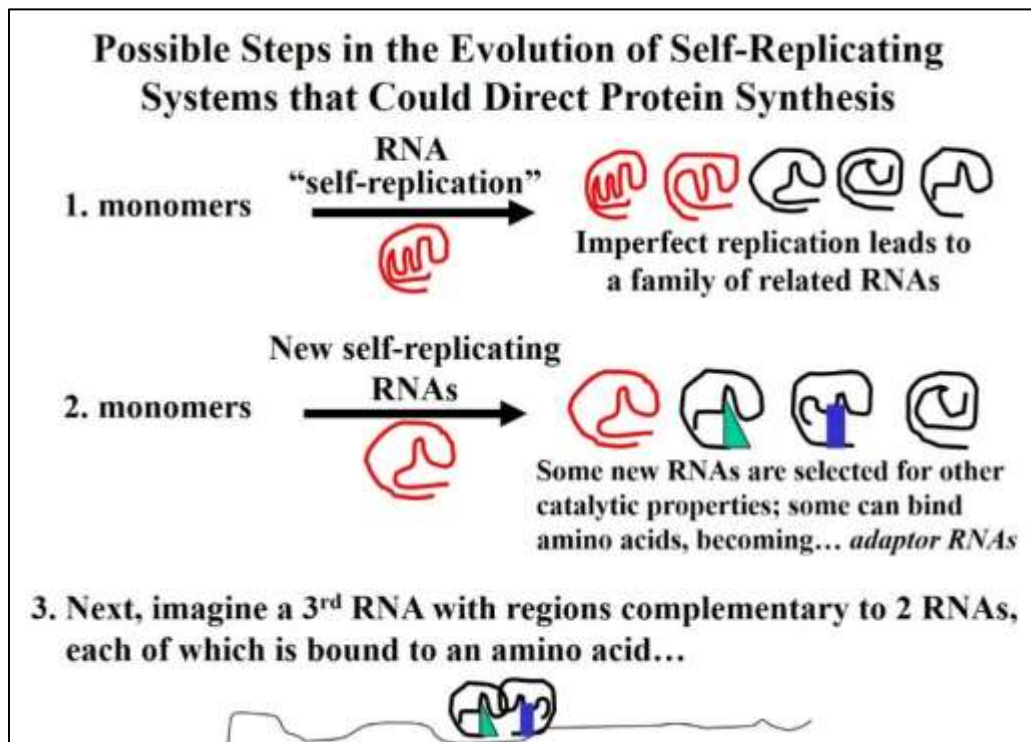 Possible Steps in the Evolution of Self-Replicating
Systems that Could Direct Protein Synthesis
RNA
“self-replication”
1. monomers
Imperfect replication leads to
a family of related RNAs
New self-replicating
RNAs
2. monomers
Some new RNAs are selected for other
catalytic properties; some can bind
amino acids, becoming… adaptor RNAs
3. Next, imagine a 3rd RNA with regions complementary to 2 RNAs,
each of which is bound to an amino acid…